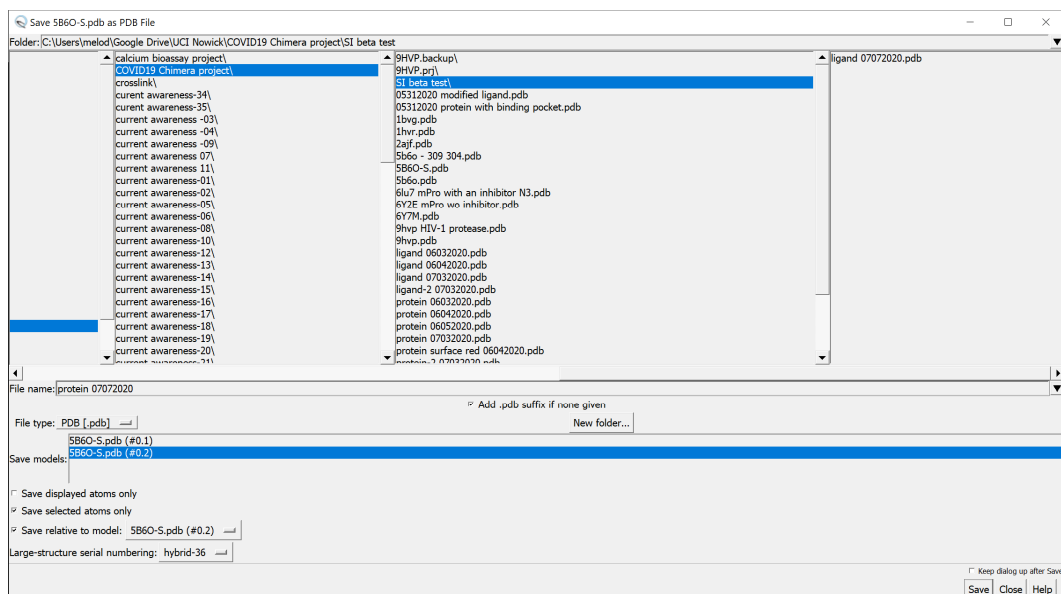 Save 5B6O-S.pdb as PDB File
Folder: C:\Users\melod\Google Drive\UCI Nowick\COVID19 Chimera project\SI beta test
calcium bioassay project\
COVID19 Chimera project\
crosslink\
curent awareness-34\
curent awareness-35\
current awareness -03\
current awareness -04\
current awareness -09\
current awareness 07\
current awareness 11\
current awareness-01\
current awareness-02\
current awareness-05\
current awareness-06\
current awareness-08\
current awareness-10\
current awareness-12\
current awareness-13\
current awareness-14\
current awareness-15\
current awareness-16\
current awareness-17\
current awareness-18\
current awareness-19\
current awareness-20\
current awareness-21\
9HVP.backup\
9HVP.prj\
SI beta test\
05312020 modified ligand.pdb
05312020 protein with binding pocket.pdb
1bvg.pdb
1hvr.pdb
2ajf.pdb
5b6o - 309 304.pdb
5B6O-S.pdb
5b6o.pdb
6lu7 mPro with an inhibitor N3.pdb
6Y2E mPro wo inhibitor.pdb
6Y7M.pdb
9hvp HIV-1 protease.pdb
9hvp.pdb
ligand 06032020.pdb
ligand 06042020.pdb
ligand 07032020.pdb
ligand-2 07032020.pdb
protein 06032020.pdb
protein 06042020.pdb
protein 06052020.pdb
protein 07032020.pdb
protein surface red 06042020.pdb
protein-2 07032020.pdb
ligand 07072020.pdb
File name: protein 07072020
Add .pdb suffix if none given
File type: PDB [.pdb]
New folder...
Save models:
5B6O-S.pdb (#0.1)
5B6O-S.pdb (#0.2)
Save displayed atoms only
Save selected atoms only
Save relative to model: 5B6O-S.pdb (#0.2)
Large-structure serial numbering: hybrid-36
Keep dialog up after Save
Save Close Help